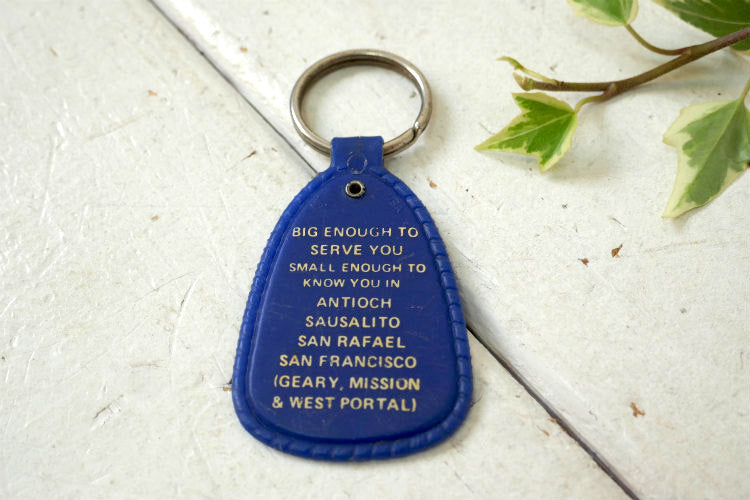 BIG ENOUGH TO
SERVE YOU
SMALL ENOUGH TO
KNOW YOU IN
ANTIOCH
SAUSALITO
SAN RAFAEL
SAN FRANCISCO
(GEARY, MISSION
& WEST PORTAL)